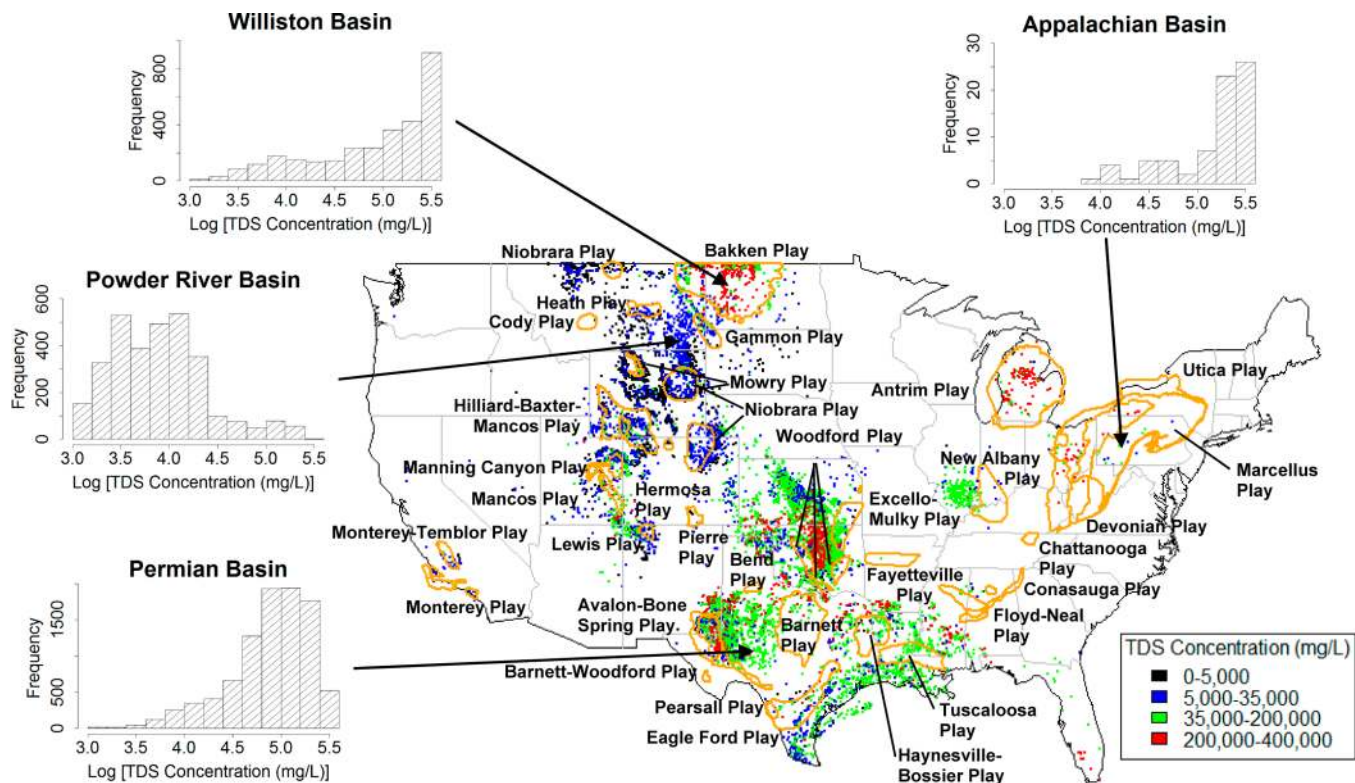 Williston Basin
Frequency
0 400 800
3.0 3.5 4.0 4.5 5.0 5.5
Log [TDS Concentration (mg/L)]
Appalachian Basin
Frequency
0 10 20 30
3.0 3.5 4.0 4.5 5.0 5.5
Log [TDS Concentration (mg/L)]
Powder River Basin
Frequency
0 200 400 600
3.0 3.5 4.0 4.5 5.0 5.5
Log [TDS Concentration (mg/L)]
Permian Basin
Frequency
0 500 1500
3.0 3.5 4.0 4.5 5.0 5.5
Log [TDS Concentration (mg/L)]
Niobrara Play
Bakken Play
Heath Play
Cody Play
Gammon Play
Mowry Play
Niobrara Play
Hilliard-Baxter-
Mancos Play
Woodford Play
Antrim Play
Utica Play
Manning Canyon Play
Mancos Play
Hermosa
Play
New Albany
Play
Marcellus
Play
Excello-
Mulky Play
Devonian Play
Monterey-Temblor Play
Lewis Play
Pierre
Play
Bend
Play
Fayetteville
Play
Chattanooga
Play
Conasauga Play
Floyd-Neal
Play
Monterey Play
Avalon-Bone
Spring Play
Barnett
Play
Barnett-Woodford Play
Pearsall Play
Eagle Ford Play
Tuscaloosa
Play
Haynesville-
Bossier Play
TDS Concentration (mg/L)
0-5,000
5,000-35,000
35,000-200,000
200,000-400,000